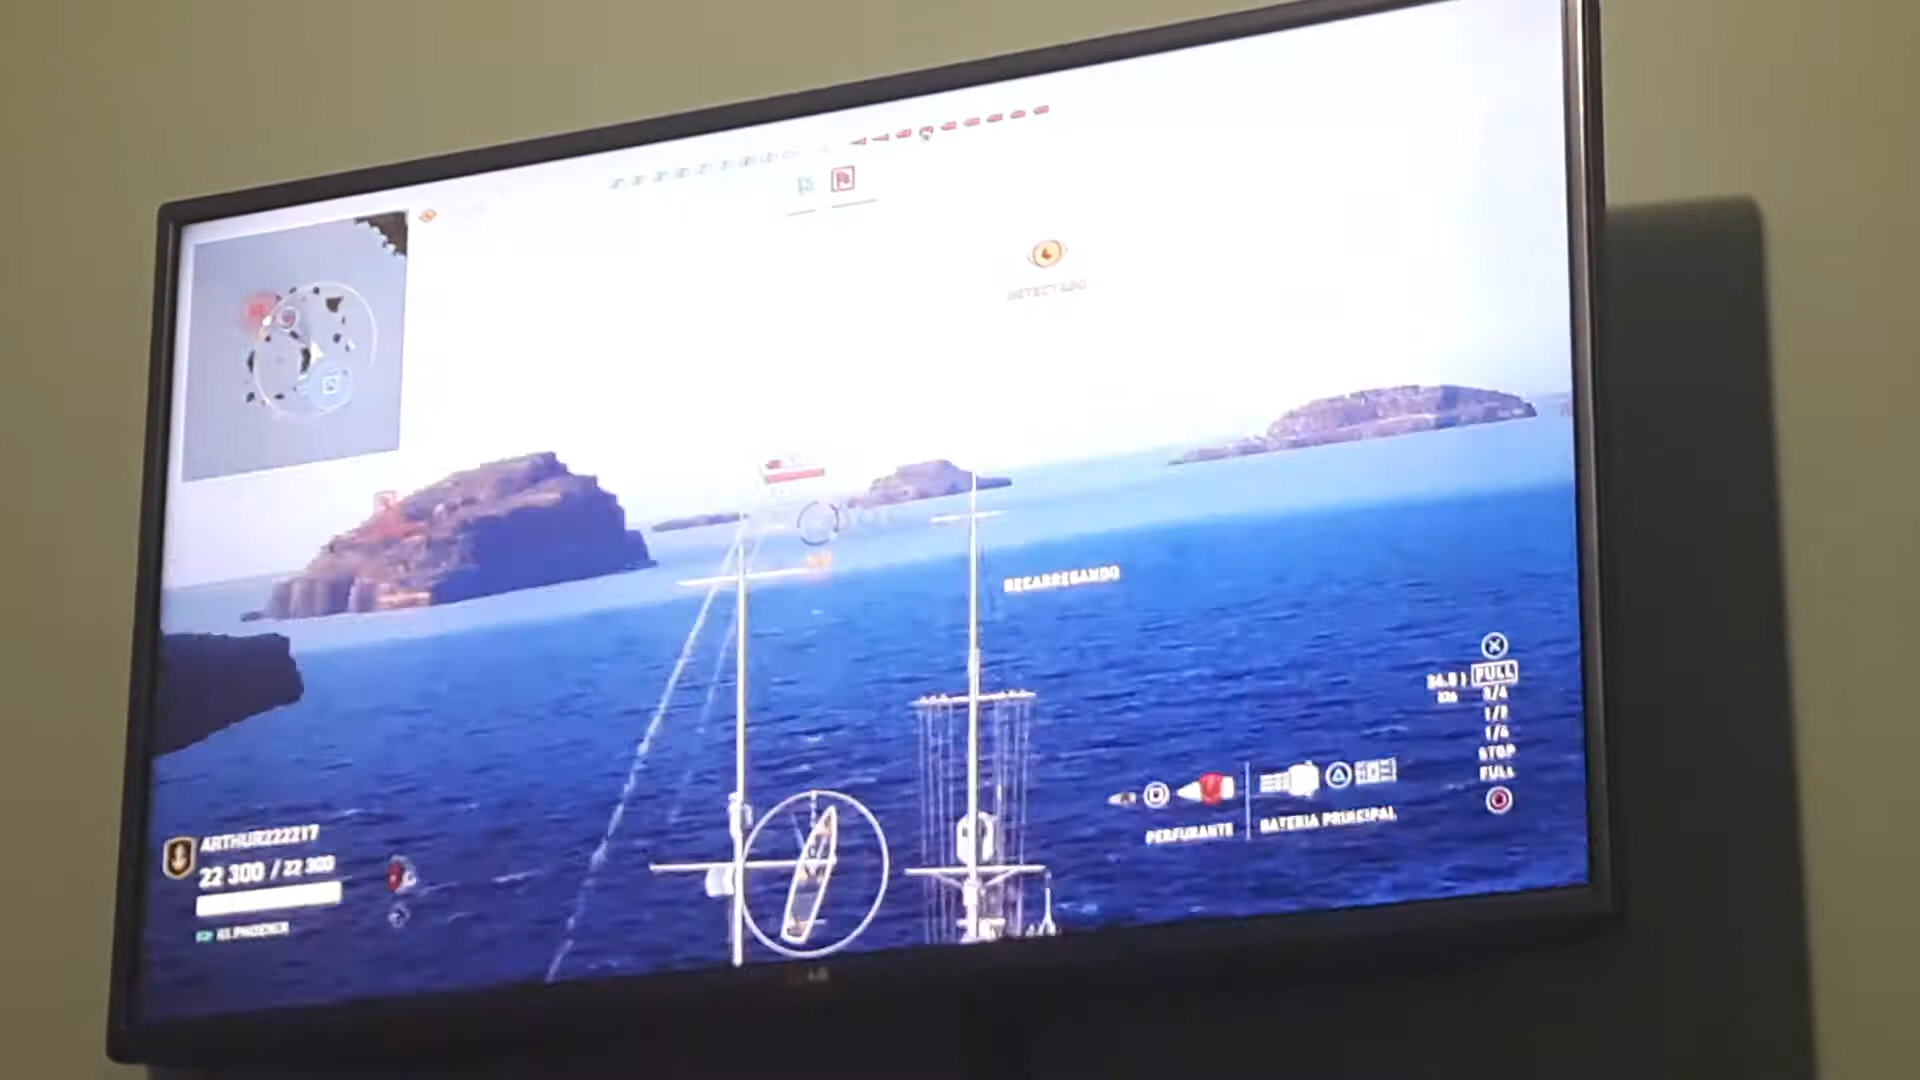 DETECTADO
RECARREGANDO
FULL
3/4
1/2
1/4
STOP
FULL
PERFURANTE
BATERIA PRINCIPAL
ARTHUR222217
22 300 / 22 300
PHOENIX
LG